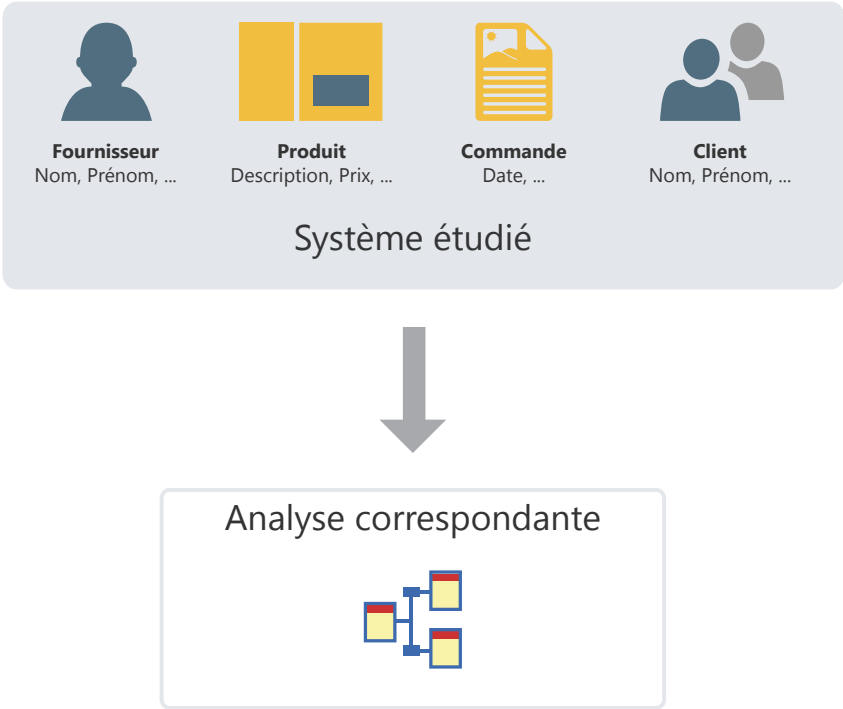 Fournisseur
Nom, Prénom, ...
Produit
Description, Prix, ...
Commande
Date, ...
Client
Nom, Prénom, ...
Système étudié
Analyse correspondante